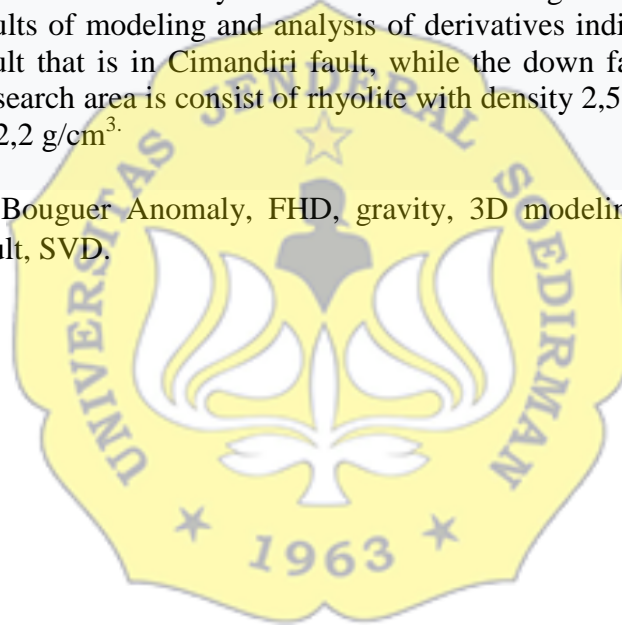 ults of modeling and analysis of derivatives indi
ult that is in Cimandiri fault, while the down fa
search area is consist of rhyolite with density 2,5
2,2 g/cm3.
Bouguer Anomaly, FHD, gravity, 3D modelin
ult, SVD.
UNIVERSITAS JENDERAL SOEDIRMAN
★ 1963 ★